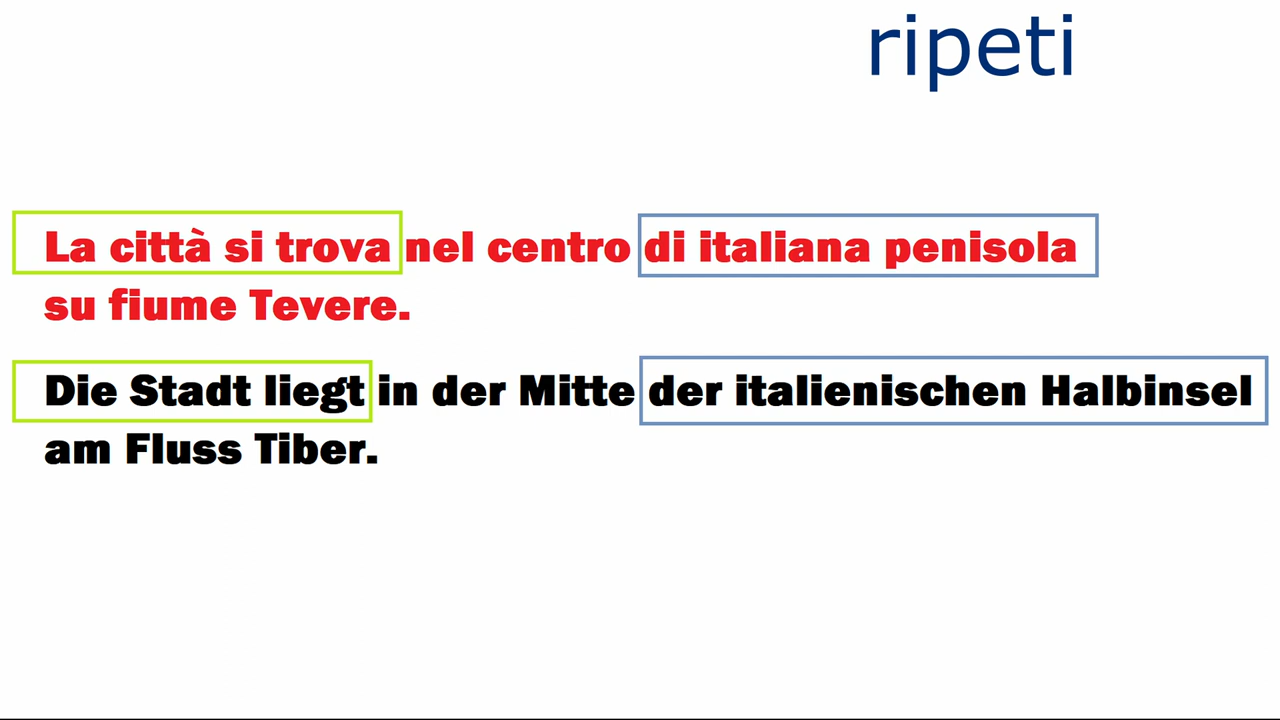 ripeti
La città si trova nel centro di italiana penisola
su fiume Tevere.
Die Stadt liegt in der Mitte der italienischen Halbinsel
am Fluss Tiber.